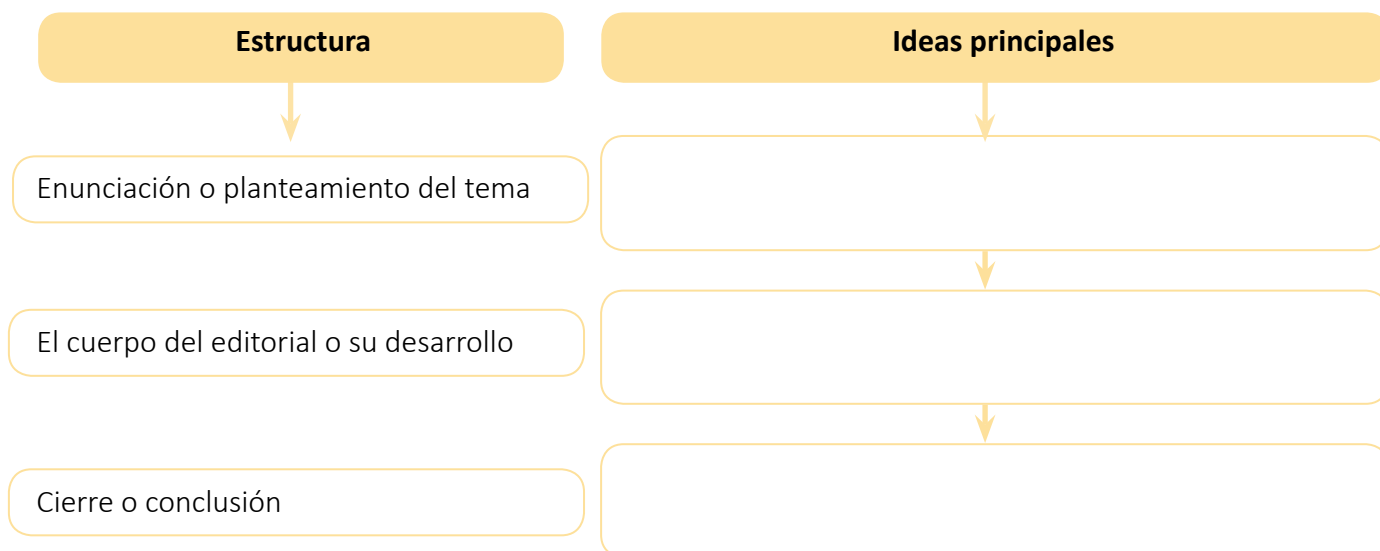 Estructura
Ideas principales
Enunciación o planteamiento del tema
El cuerpo del editorial o su desarrollo
Cierre o conclusión